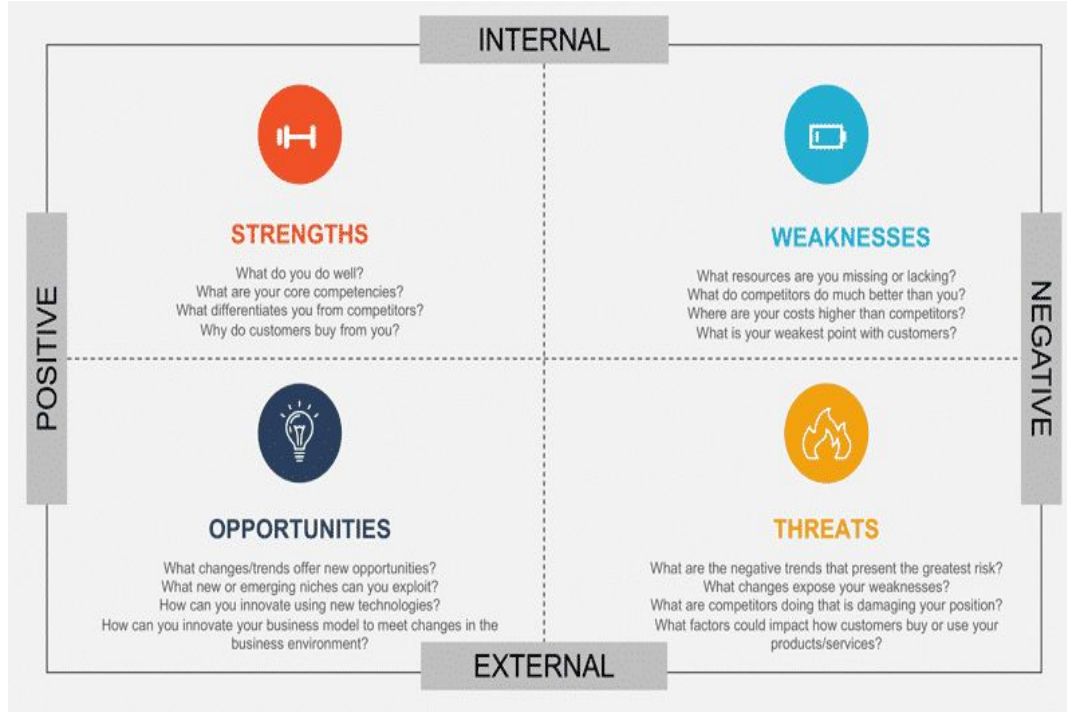 INTERNAL
POSITIVE
NEGATIVE
STRENGTHS
What do you do well?
What are your core competencies?
What differentiates you from competitors?
Why do customers buy from you?
WEAKNESSES
What resources are you missing or lacking?
What do competitors do much better than you?
Where are your costs higher than competitors?
What is your weakest point with customers?
OPPORTUNITIES
What changes/trends offer new opportunities?
What new or emerging niches can you exploit?
How can you innovate using new technologies?
How can you innovate your business model to meet changes in the
business environment?
THREATS
What are the negative trends that present the greatest risk?
What changes expose your weaknesses?
What are competitors doing that is damaging your position?
What factors could impact how customers buy or use your
products/services?
EXTERNAL